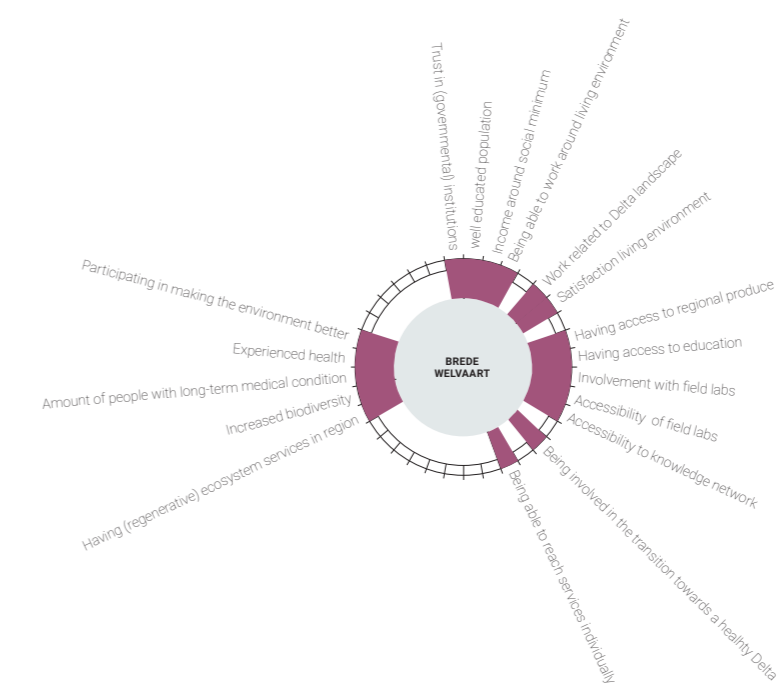 Trust in (governmental) institutions
well educated population
Income around social minimum
Being able to work around living environment
Work related to Delta landscape
Satisfaction living environment
Having access to regional produce
Having access to education
Involvement with field labs
Accessibility of field labs
Accessibility to knowledge network
Being involved in the transition towards a healhty Delta
Being able to reach services individually
Having (regenerative) ecosystem services in region
Increased biodiversity
Amount of people with long-term medical condition
Experienced health
Participating in making the environment better
BREDE
WELVAART